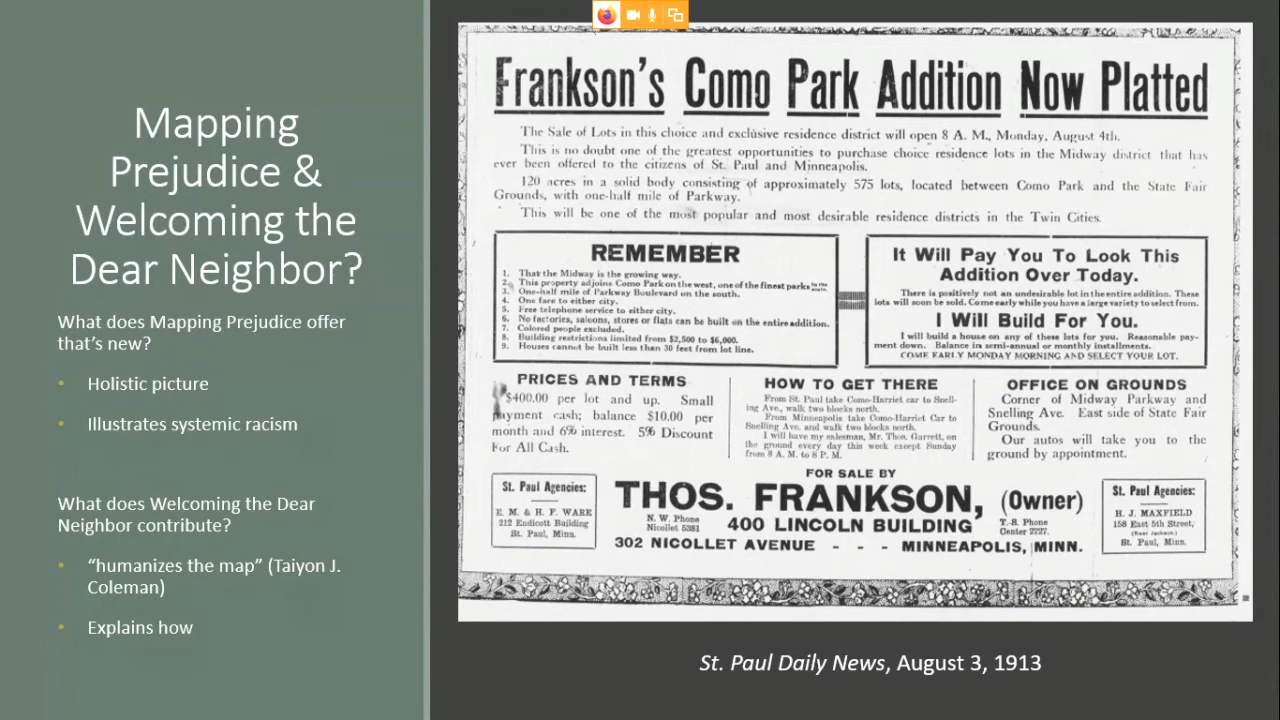 Mapping
Prejudice &
Welcoming the
Dear Neighbor?
What does Mapping Prejudice offer
that's new?
• Holistic picture
• Illustrates systemic racism
What does Welcoming the Dear
Neighbor contribute?
• “humanizes the map” (Taiyon J.
Coleman)
• Explains how
Frankson's Como Park Addition Now Platted
The Sale of Lots in this choice and exclusive residence district will open 8 A. M., Monday, August 4th.
This is no doubt one of the greatest opportunities to purchase choice residence lots in the Midway district that has
ever been offered to the citizens of St. Paul and Minneapolis.
120 acres in a solid body consisting of approximately 575 lots, located between Como Park and the State Fair
Grounds, with one-half mile of Parkway.
This will be one of the most popular and most desirable residence districts in the Twin Cities.
REMEMBER
1. That the Midway is the growing way.
2. This property adjoins Como Park on the west, one of the finest parks in the
state.
3. One-half mile of Parkway Boulevard on the south.
4. One fare to either city.
5. Free telephone service to either city.
6. No factories, saloons, stores or flats can be built on the entire addition.
7. Colored people excluded.
8. Building restrictions limited from $2,500 to $6,000.
9. Houses cannot be built less than 30 feet from lot line.
It Will Pay You To Look This
Addition Over Today.
There is positively not an undesirable lot in the entire addition. These
lots will soon be sold. Come early while you have a large variety to select from.
I Will Build For You.
I will build a house on any of these lots for you. Reasonable pay-
ment down. Balance in semi-annual or monthly installments.
COME EARLY MONDAY MORNING AND SELECT YOUR LOT.
PRICES AND TERMS
$400.00 per lot and up. Small
payment cash; balance $10.00 per
month and 6% interest. 5% Discount
For All Cash.
HOW TO GET THERE
From St. Paul take Como-Harriet car to Snell-
ing Ave., walk two blocks north.
From Minneapolis take Como-Harriet Car to
Snelling Ave. and walk two blocks north.
I will have my salesman, Mr. Thos. Garrett, on
the ground every day this week except Sunday
from 8 A. M. to 8 P. M.
OFFICE ON GROUNDS
Corner of Midway Parkway and
Snelling Ave. East side of State Fair
Grounds.
Our autos will take you to the
ground by appointment.
St. Paul Agencies:
E. M. & H. F. WARE
212 Endicott Building
St. Paul, Minn.
FOR SALE BY
THOS. FRANKSON, (Owner)
N. W. Phone
Nicollet 5381
400 LINCOLN BUILDING
T.-S. Phone
Center 2727.
302 NICOLLET AVENUE - - - MINNEAPOLIS, MINN.
St. Paul Agencies:
H. J. MAXFIELD
158 East 5th Street,
(Near Jackson.)
St. Paul, Minn.
St. Paul Daily News, August 3, 1913